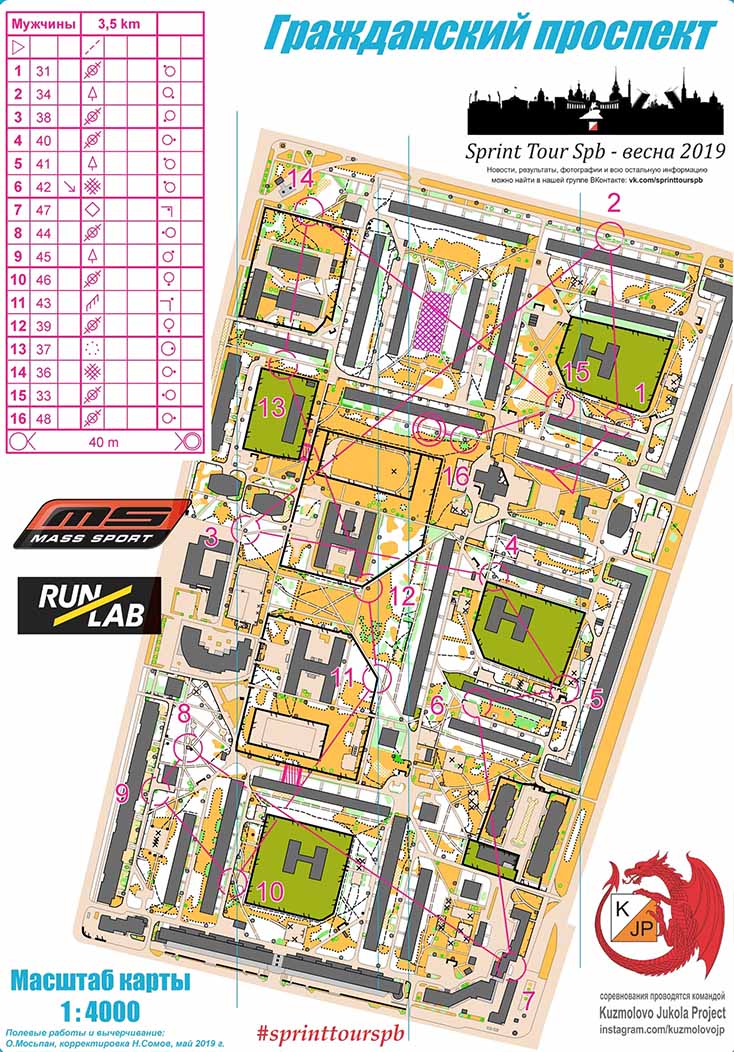 Мужчины 3,5 km
1 31
2 34
3 38
4 40
5 41
6 42
7 47
8 44
9 45
10 46
11 43
12 39
13 37
14 36
15 33
16 48
40 m
Гражданский проспект
Sprint Tour Spb - весна 2019
Новости, результаты, фотографии и всю остальную информацию
можно найти в нашей группе ВКонтакте: vk.com/sprinttourspb
MS
MASS SPORT
RUN
LAB
14
2
15
1
13
16
3
4
12
11
5
6
8
9
10
7
Масштаб карты
1:4000
Полевые работы и вычерчивание:
О.Мосьпан, корректировка Н.Сомов, май 2019 г.
#sprinttourspb
K
JP
соревнования проводятся командой
Kuzmolovo Jukola Project
instagram.com/kuzmolovojp